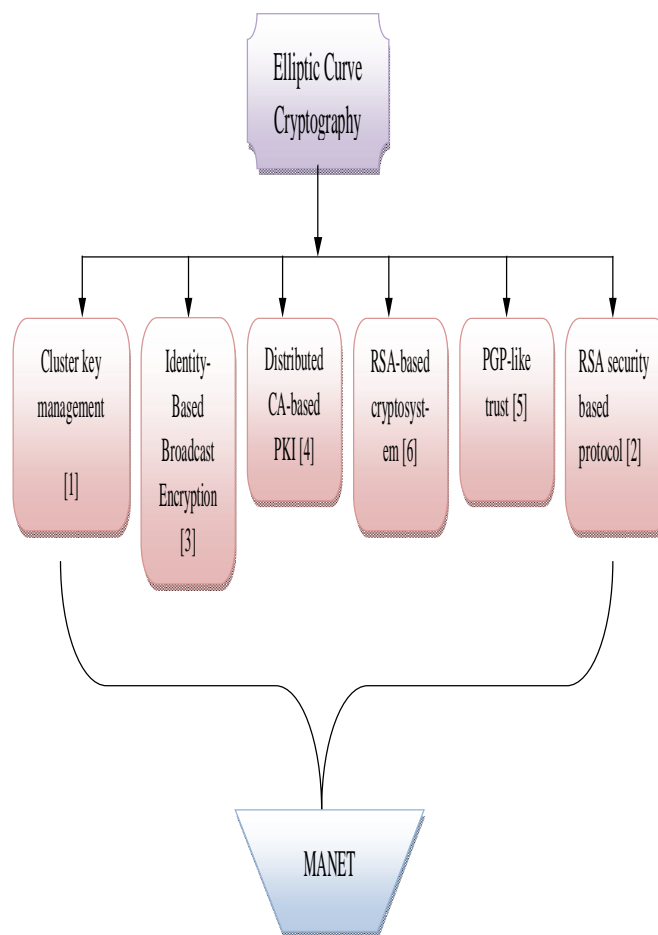 Elliptic Curve
Cryptography
Cluster key
management
[1]
Identity-
Based
Broadcast
Encryption
[3]
Distributed
CA-based
PKI [4]
RSA-based
cryptosyst-
em [6]
PGP-like
trust [5]
RSA security
based
protocol [2]
MANET